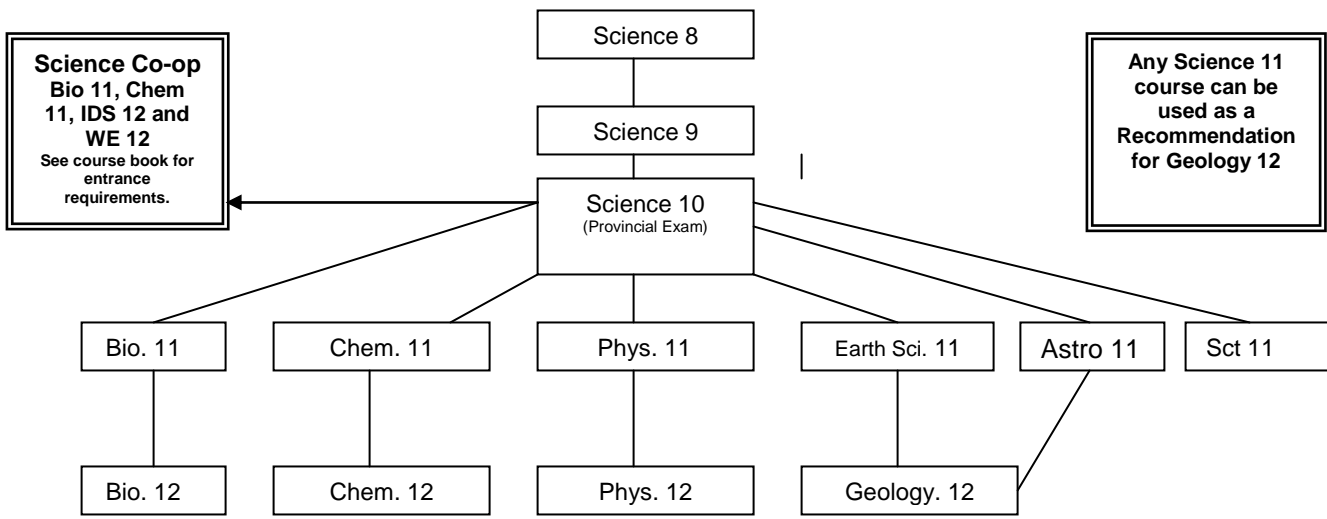 Science 8
Science Co-op
Bio 11, Chem
11, IDS 12 and
WE 12
See course book for
entrance
requirements.
Any Science 11
course can be
used as a
Recommendation
for Geology 12
Science 9
Science 10
(Provincial Exam)
Bio. 11
Chem. 11
Phys. 11
Earth Sci. 11
Astro 11
Sct 11
Bio. 12
Chem. 12
Phys. 12
Geology. 12